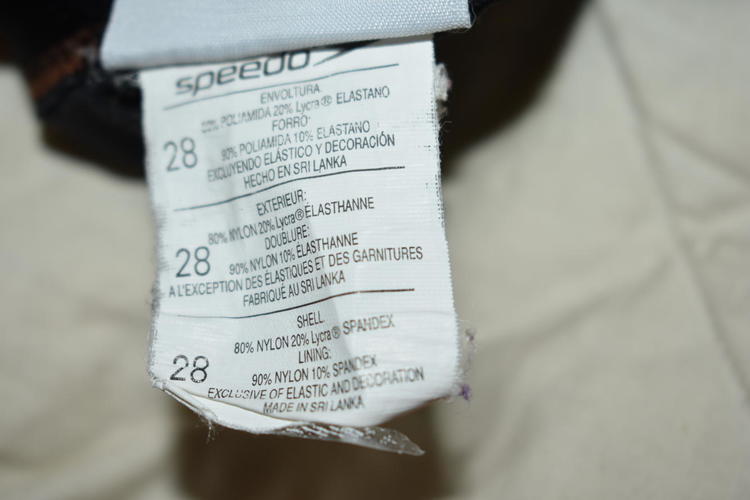 speedo
ENVOLTURA
80% POLIAMIDA 20% Lycra® ELASTANO
FORRO:
28
90% POLIAMIDA 10% ELASTANO
EXCLUYENDO ELÁSTICO Y DECORACIÓN
HECHO EN SRI LANKA
EXTERIEUR:
80% NYLON 20% Lycra® ÉLASTHANNE
DOUBLURE:
28
90% NYLON 10% ÉLASTHANNE
A L'EXCEPTION DES ÉLASTIQUES ET DES GARNITURES
FABRIQUÉ AU SRI LANKA
SHELL
80% NYLON 20% Lycra® SPANDEX
LINING:
28
90% NYLON 10% SPANDEX
EXCLUSIVE OF ELASTIC AND DECORATION
MADE IN SRI LANKA